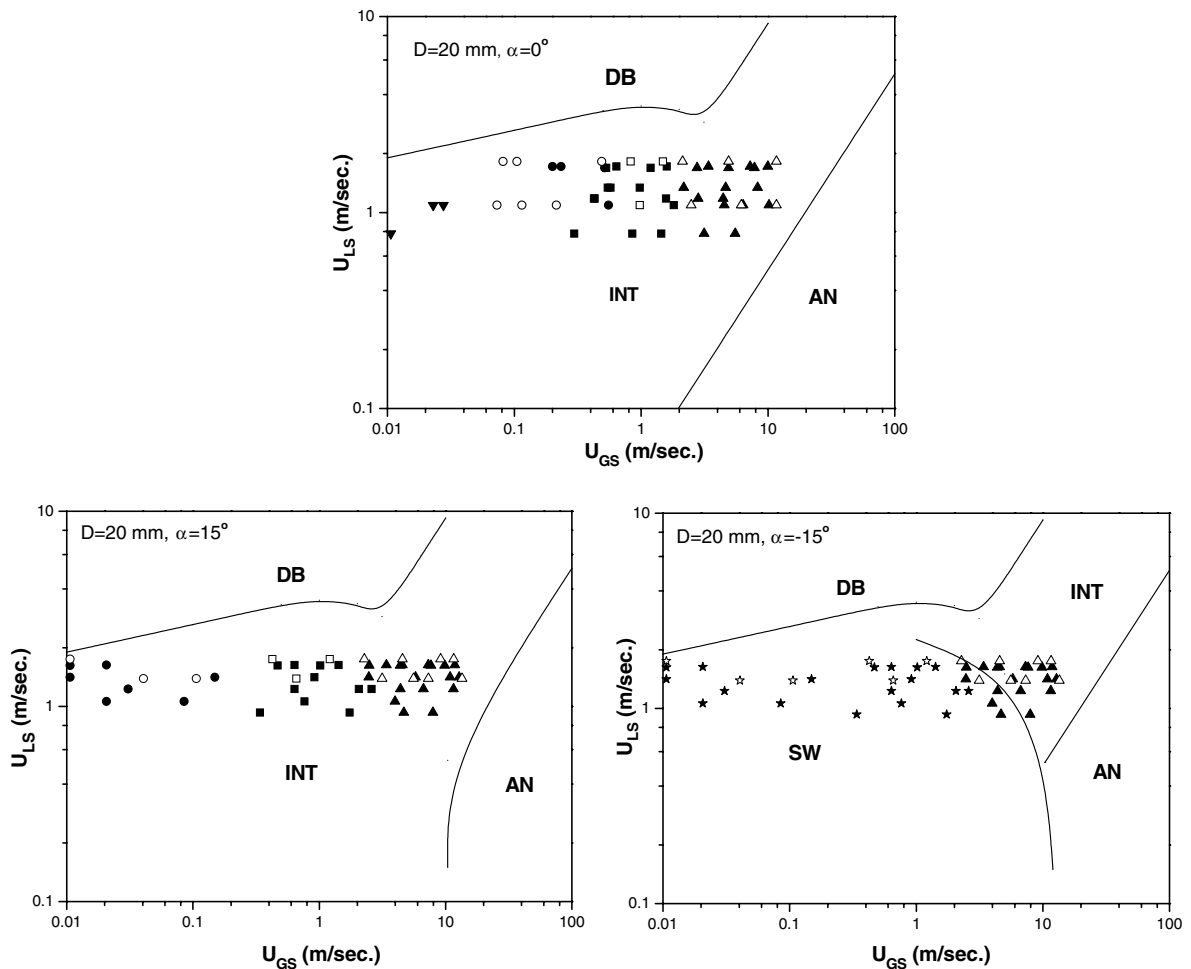 10
D=20 mm, α=0°
DB
U_LS (m/sec.)
1
INT
AN
0.1
0.01 0.1 1 10 100
U_GS (m/sec.)
10
D=20 mm, α=15°
DB
U_LS (m/sec.)
1
INT
AN
0.1
0.01 0.1 1 10 100
U_GS (m/sec.)
10
D=20 mm, α=-15°
DB
INT
U_LS (m/sec.)
1
SW
AN
0.1
0.01 0.1 1 10 100
U_GS (m/sec.)